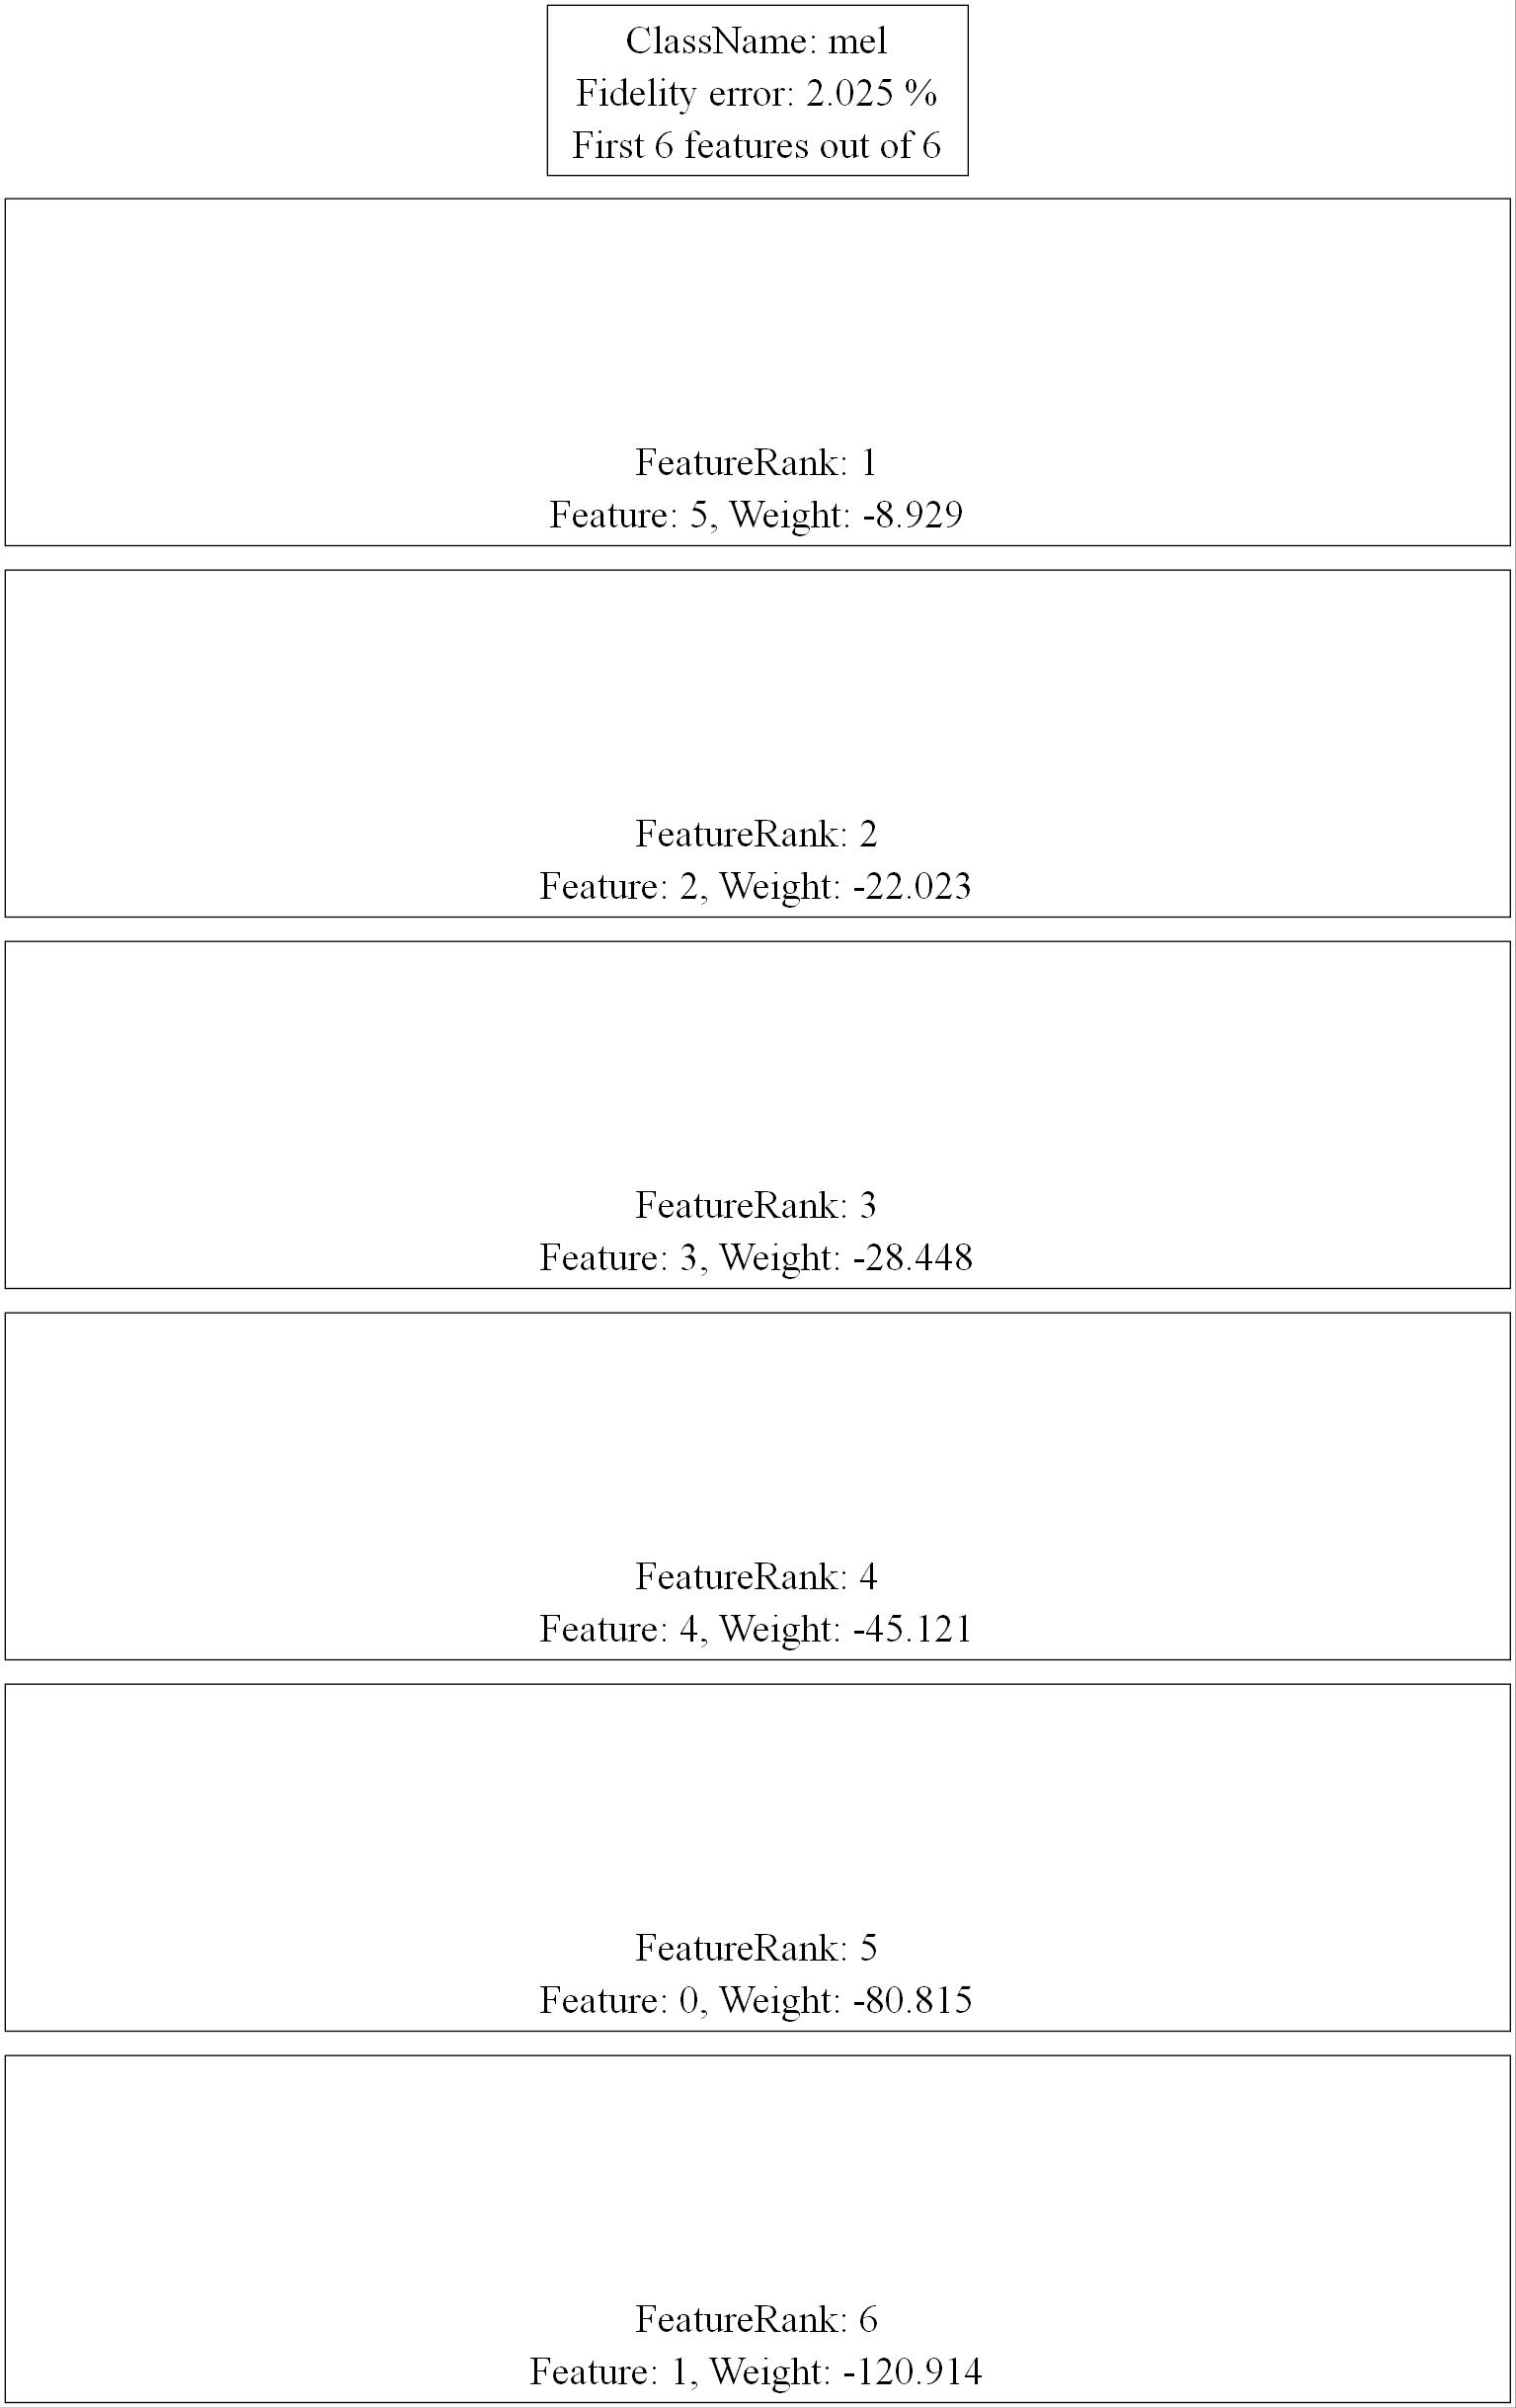 ClassName: mel
Fidelity error: 2.025 %
First 6 features out of 6
FeatureRank: 1
Feature: 5, Weight: -8.929
FeatureRank: 2
Feature: 2, Weight: -22.023
FeatureRank: 3
Feature: 3, Weight: -28.448
FeatureRank: 4
Feature: 4, Weight: -45.121
FeatureRank: 5
Feature: 0, Weight: -80.815
FeatureRank: 6
Feature: 1, Weight: -120.914